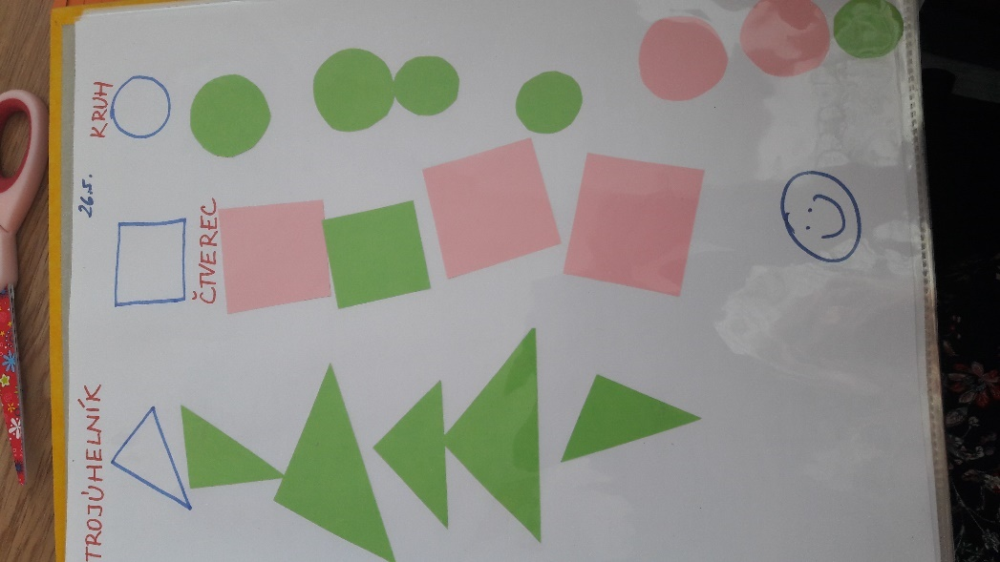 26.5.
TROJÚHELNÍK
ČTVEREC
KRUH